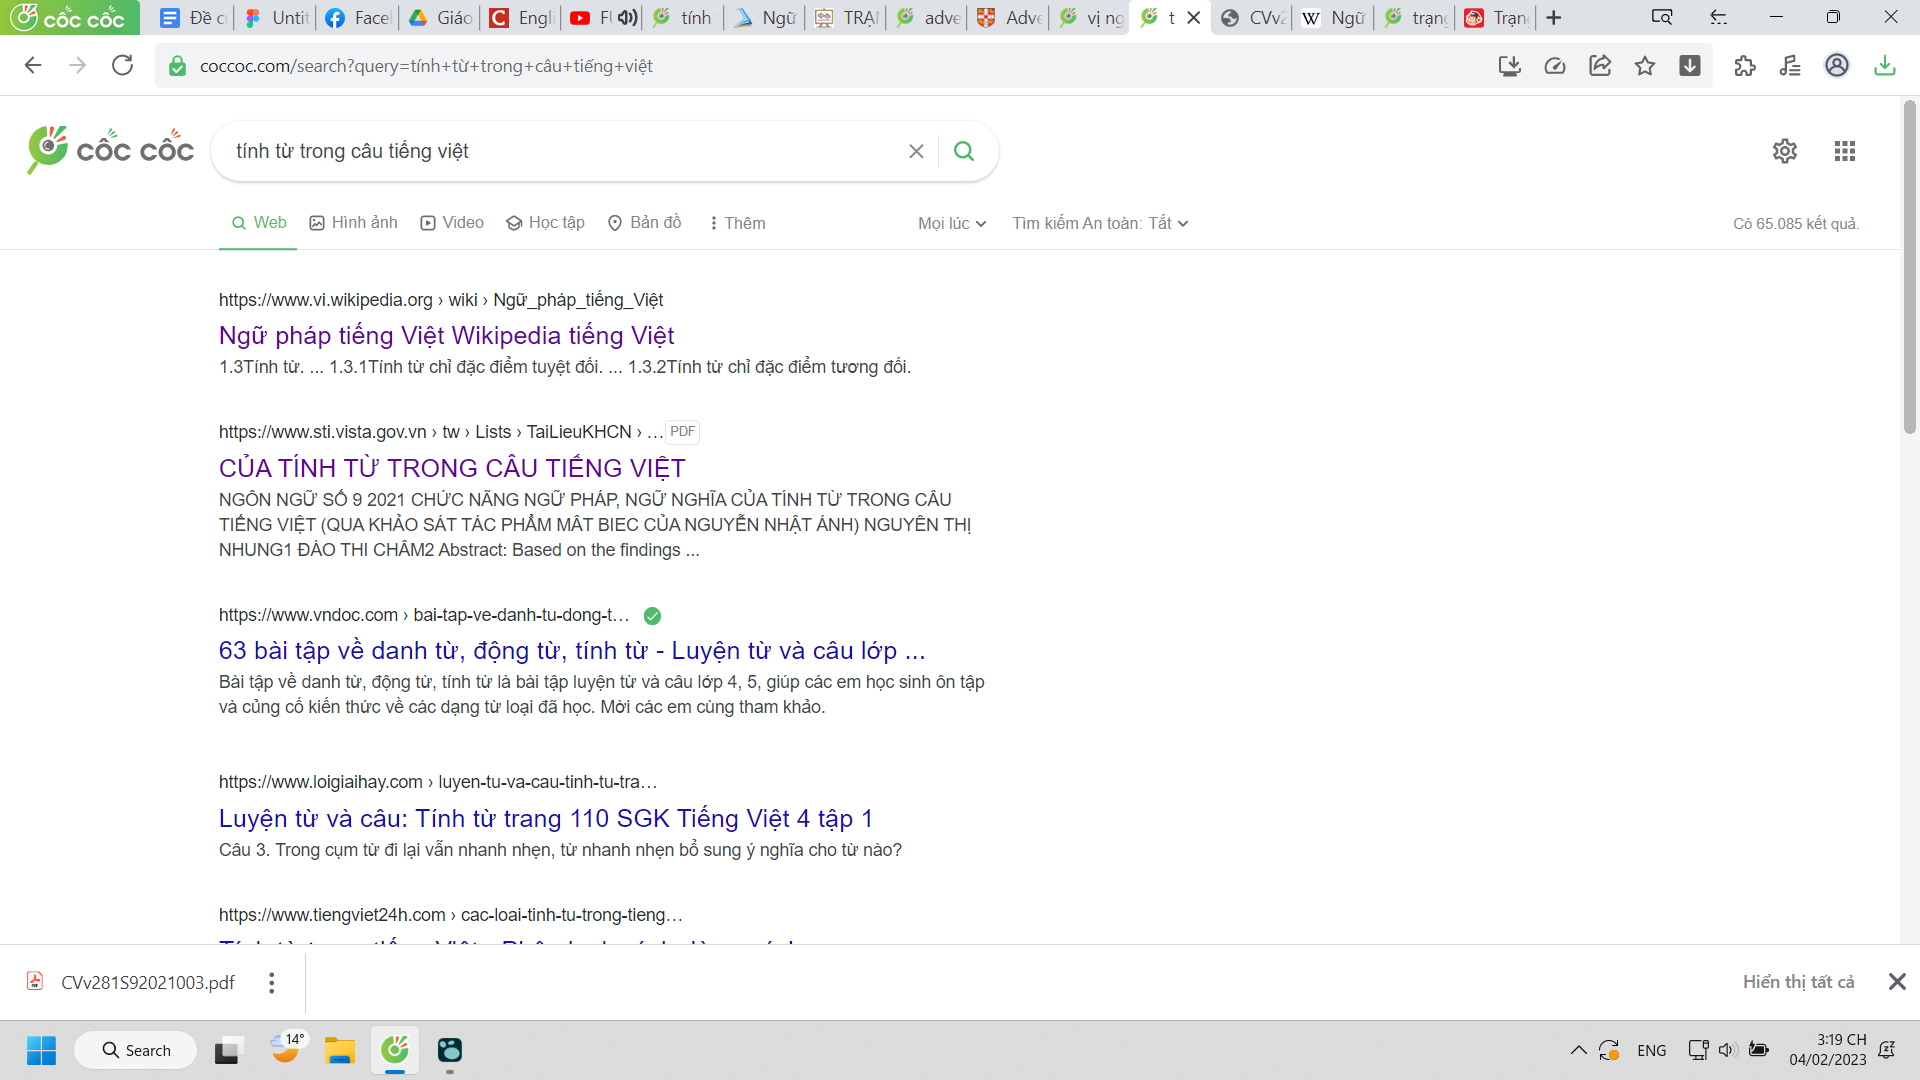 cốc cốc
Đề c
Untit
Facel
Giáo
Engli
tính
Ngữ
TRẠN
adve
Adve
vị ng
t
CVv2
Ngữ
trạng
Trạng
coccoc.com/search?query=tính+từ+trong+câu+tiếng+việt
cốc cốc
tính từ trong câu tiếng việt
Web
Hình ảnh
Video
Học tập
Bản đồ
Thêm
Mọi lúc
Tìm kiếm An toàn: Tắt
Có 65.085 kết quả.
https://www.vi.wikipedia.org › wiki › Ngữ_pháp_tiếng_Việt
Ngữ pháp tiếng Việt Wikipedia tiếng Việt
1.3Tính từ. ... 1.3.1Tính từ chỉ đặc điểm tuyệt đối. ... 1.3.2Tính từ chỉ đặc điểm tương đối.
https://www.sti.vista.gov.vn › tw › Lists › TaiLieuKHCN › … PDF
CỦA TÍNH TỪ TRONG CÂU TIẾNG VIỆT
NGÔN NGỮ SỐ 9 2021 CHỨC NĂNG NGỮ PHÁP, NGỮ NGHĨA CỦA TÍNH TỪ TRONG CÂU
TIẾNG VIỆT (QUA KHẢO SÁT TÁC PHẨM MẮT BIEC CỦA NGUYỄN NHẬT ÁNH) NGUYÊN THỊ
NHUNG1 ĐÀO THI CHÂM2 Abstract: Based on the findings ...
https://www.vndoc.com › bai-tap-ve-danh-tu-dong-t…
63 bài tập về danh từ, động từ, tính từ - Luyện từ và câu lớp ...
Bài tập về danh từ, động từ, tính từ là bài tập luyện từ và câu lớp 4, 5, giúp các em học sinh ôn tập
và củng cố kiến thức về các dạng từ loại đã học. Mời các em cùng tham khảo.
https://www.loigiaihay.com › luyen-tu-va-cau-tinh-tu-tra…
Luyện từ và câu: Tính từ trang 110 SGK Tiếng Việt 4 tập 1
Câu 3. Trong cụm từ đi lại vẫn nhanh nhẹn, từ nhanh nhẹn bổ sung ý nghĩa cho từ nào?
https://www.tiengviet24h.com › cac-loai-tinh-tu-trong-tieng…
CVv281S92021003.pdf
Hiển thị tất cả
14°
Search
ENG
3:19 CH
04/02/2023